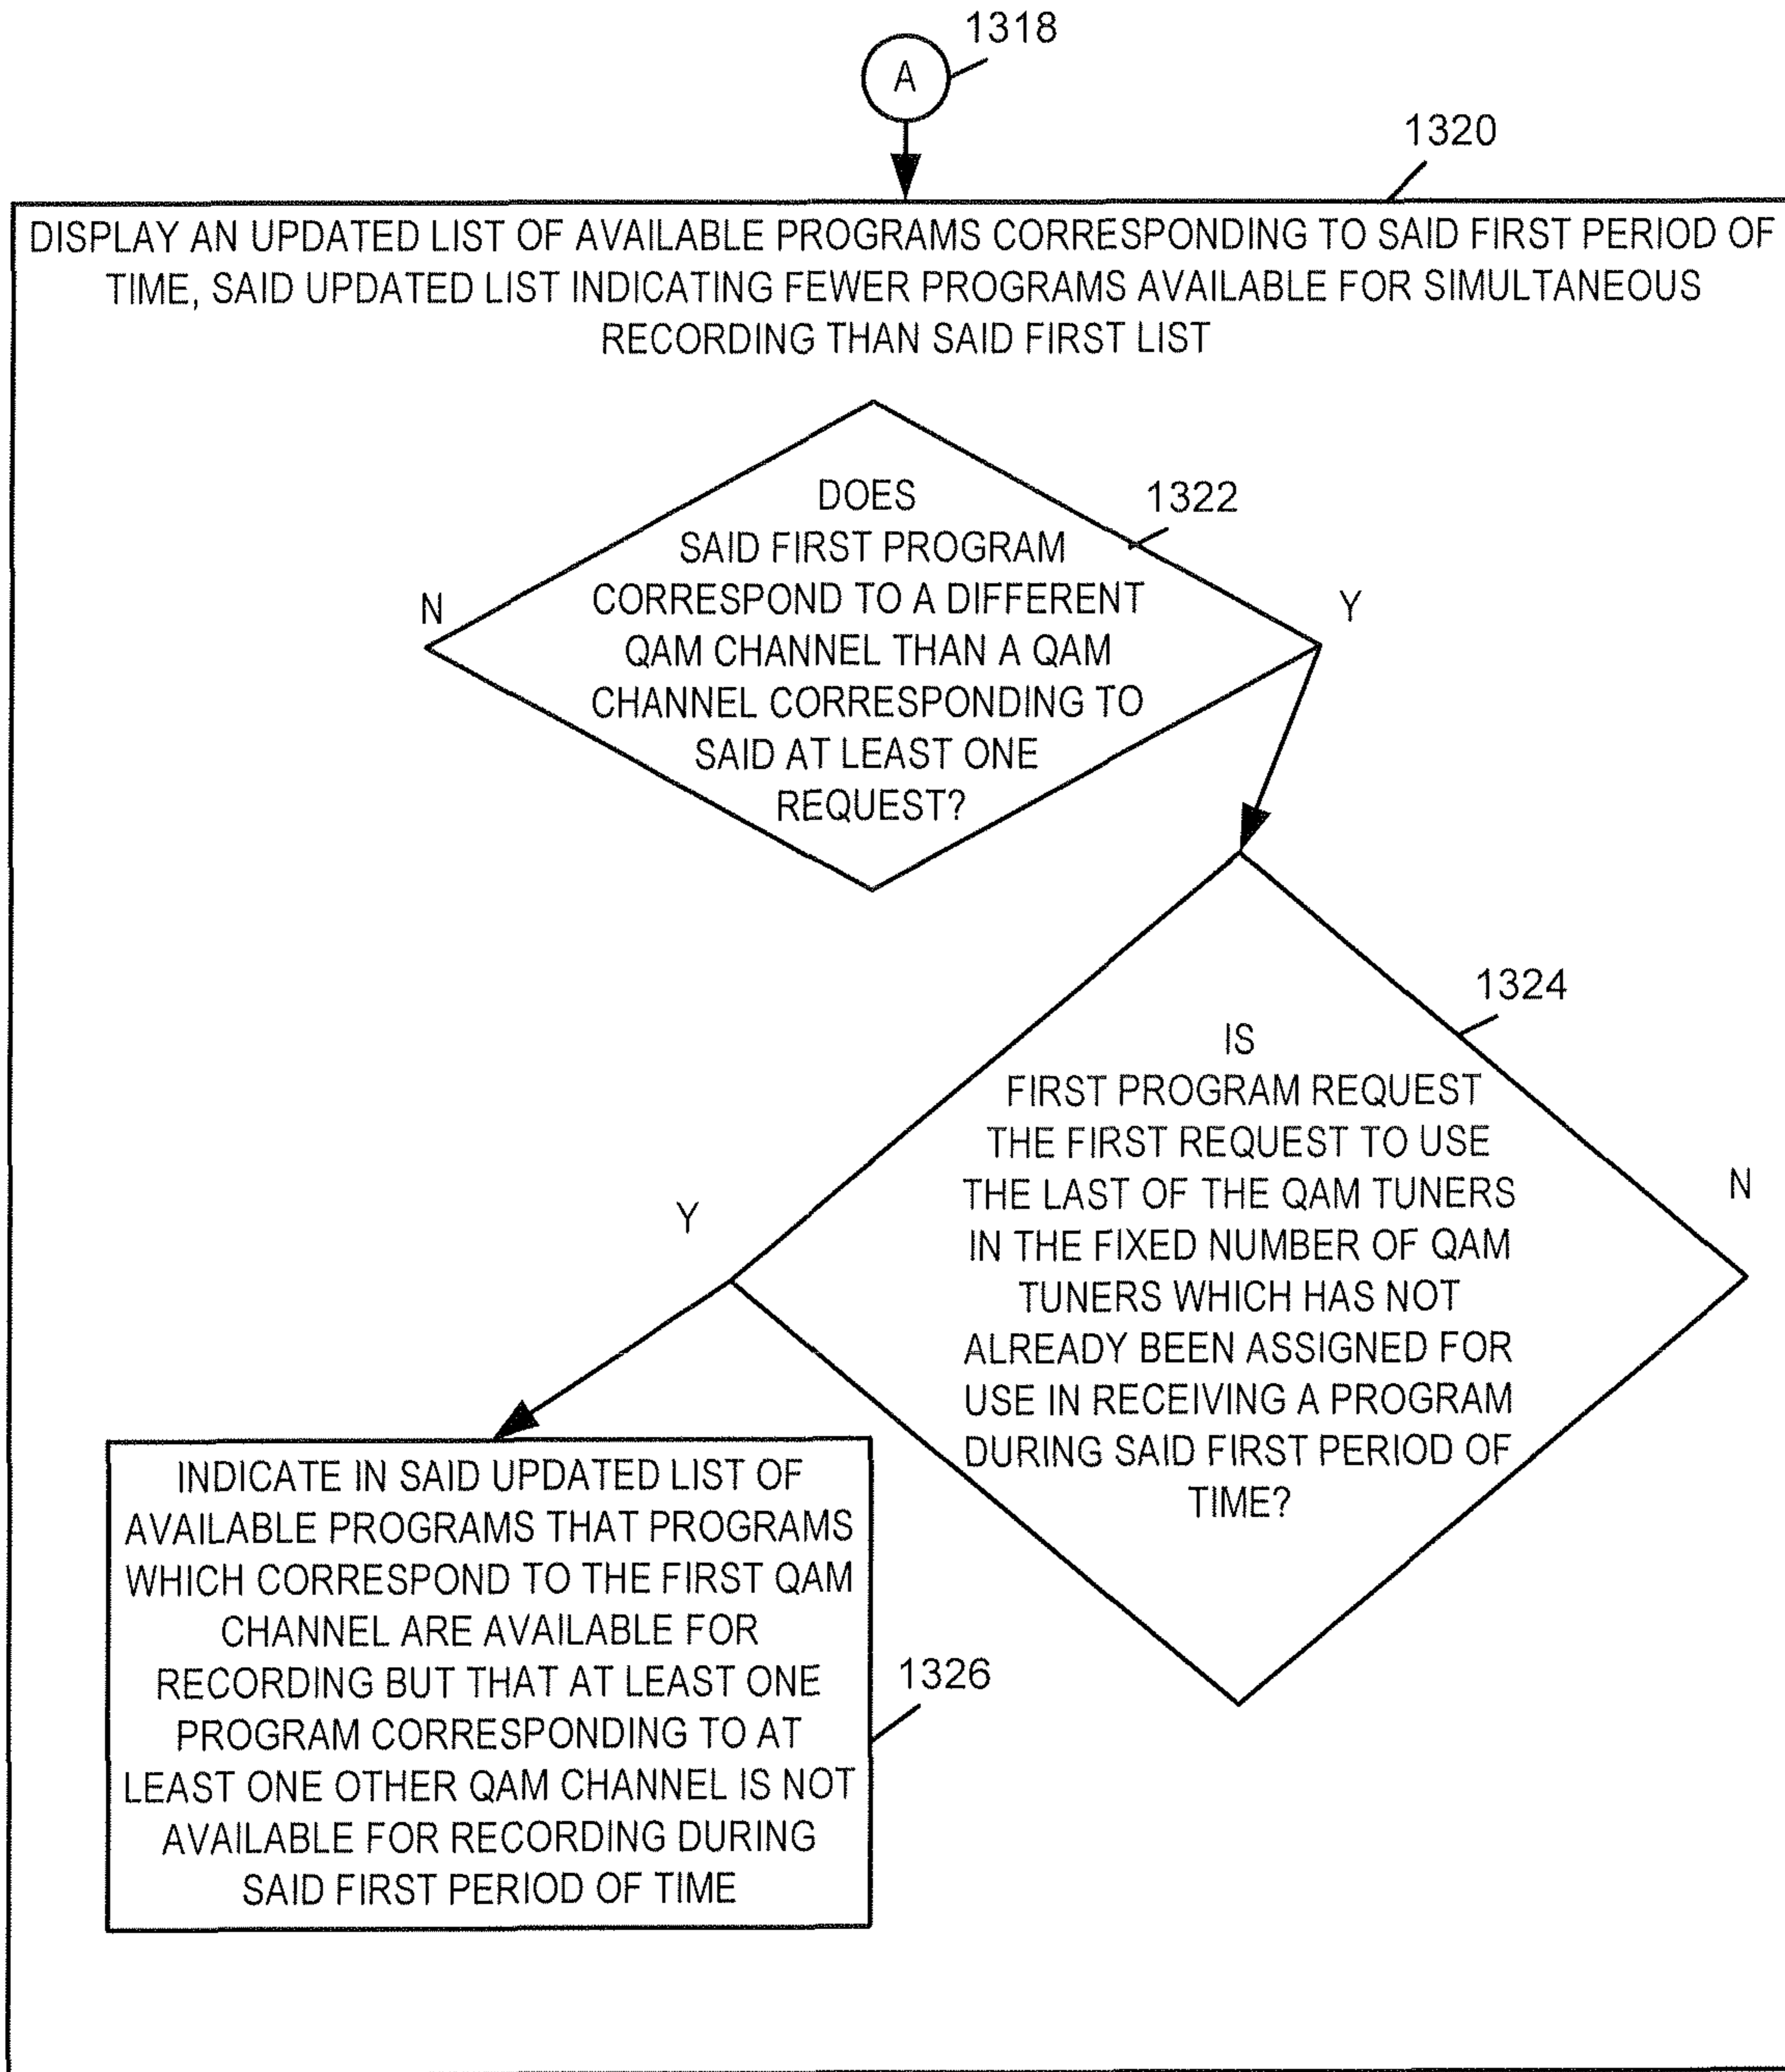 1318
A
1320
DISPLAY AN UPDATED LIST OF AVAILABLE PROGRAMS CORRESPONDING TO SAID FIRST PERIOD OF
TIME, SAID UPDATED LIST INDICATING FEWER PROGRAMS AVAILABLE FOR SIMULTANEOUS
RECORDING THAN SAID FIRST LIST
DOES
1322
SAID FIRST PROGRAM
CORRESPOND TO A DIFFERENT
N
Y
QAM CHANNEL THAN A QAM
CHANNEL CORRESPONDING TO
SAID AT LEAST ONE
REQUEST?
1324
IS
FIRST PROGRAM REQUEST
THE FIRST REQUEST TO USE
THE LAST OF THE QAM TUNERS
IN THE FIXED NUMBER OF QAM
TUNERS WHICH HAS NOT
ALREADY BEEN ASSIGNED FOR
USE IN RECEIVING A PROGRAM
DURING SAID FIRST PERIOD OF
TIME?
Y
N
INDICATE IN SAID UPDATED LIST OF
AVAILABLE PROGRAMS THAT PROGRAMS
WHICH CORRESPOND TO THE FIRST QAM
CHANNEL ARE AVAILABLE FOR
RECORDING BUT THAT AT LEAST ONE
PROGRAM CORRESPONDING TO AT
LEAST ONE OTHER QAM CHANNEL IS NOT
AVAILABLE FOR RECORDING DURING
SAID FIRST PERIOD OF TIME
1326